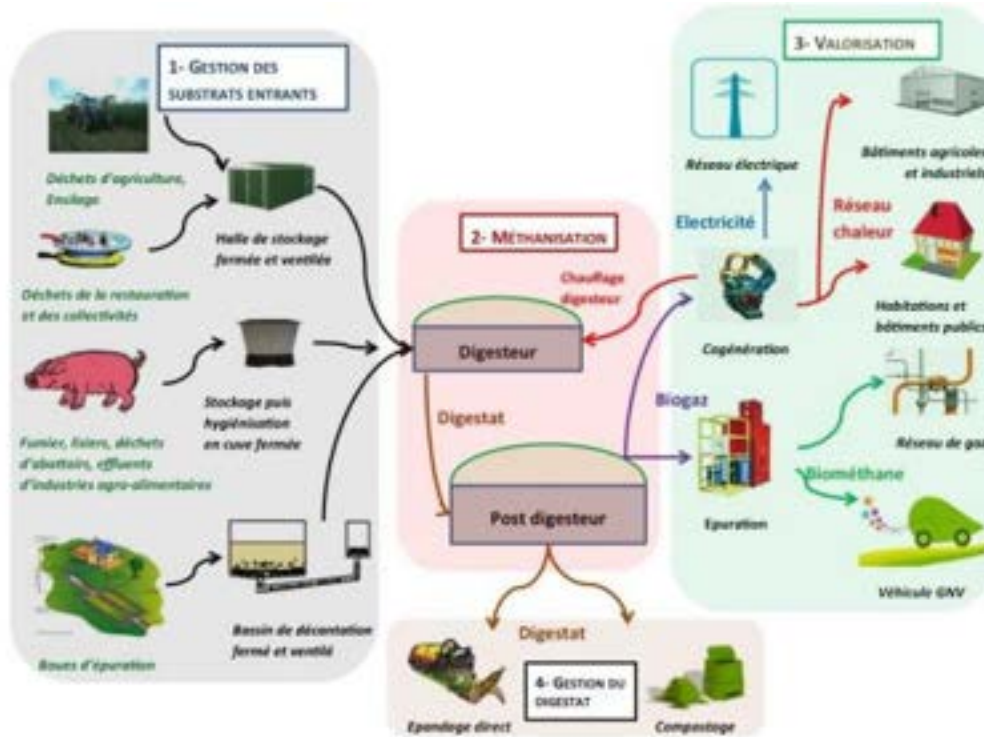 1- GESTION DES
SUBSTRATS ENTRANTS
Déchets d'agriculture,
Ensilage
Halle de stockage
fermée et ventilée
Déchets de la restauration
et des collectivités
Stockage puis
hygiénisation
en cuve fermée
Fumier, lisiers, déchets
d'abattoirs, effluents
d'industries agro-alimentaires
Bassin de décantation
fermé et ventilé
Boues d'épuration
2- MÉTHANISATION
Chauffage
digesteur
Digesteur
Digestat
Post digesteur
3- VALORISATION
Réseau électrique
Bâtiments agricoles
et industriels
Electricité
Réseau
chaleur
Cogénération
Habitations et
bâtiments publics
Biogaz
Réseau de gaz
Biométhane
Epuration
Véhicule GNV
Digestat
4- GESTION DU
DIGESTAT
Epandage direct
Compostage